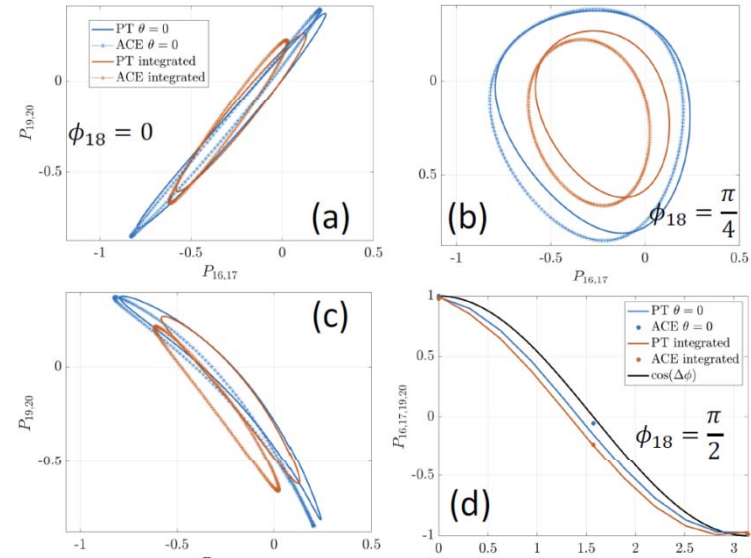 PT θ = 0
ACE θ = 0
PT integrated
ACE integrated
P19,20
0
-0.5
ϕ18 = 0
(a)
-1
-0.5
0
0.5
P16,17
0
0.5
(b)
ϕ18 = π/4
-1
-0.5
0
0.5
P16,17
P19,20
0
-0.5
(c)
-1
-0.5
0
0.5
PT θ = 0
ACE θ = 0
PT integrated
ACE integrated
cos(Δϕ)
P16,17,19,20
1
0.5
0
-0.5
-1
ϕ18 = π/2
(d)
0
0.5
1
1.5
2
2.5
3